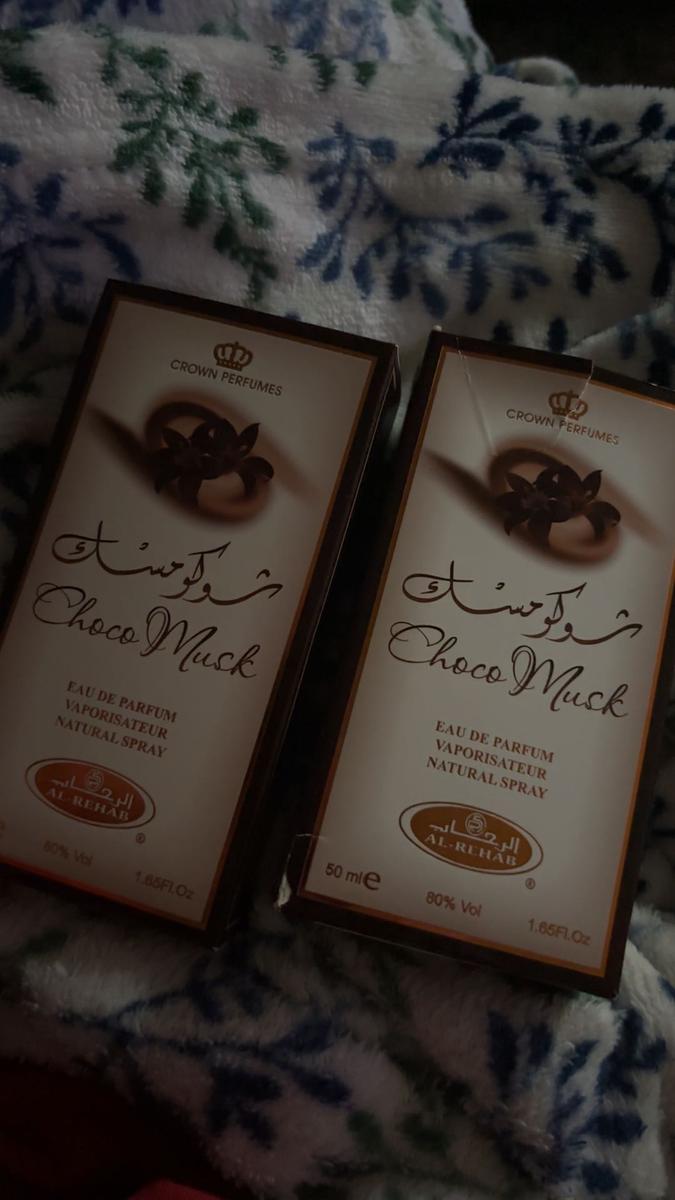 CROWN PERFUMES
شوكو مسك
Choco Musk
EAU DE PARFUM
VAPORISATEUR
NATURAL SPRAY
الرحاب
AL-REHAB
®
80% Vol 1.65Fl.Oz
CROWN PERFUMES
شوكو مسك
Choco Musk
EAU DE PARFUM
VAPORISATEUR
NATURAL SPRAY
الرحاب
AL-REHAB
®
50 ml e 80% Vol 1.65Fl.Oz